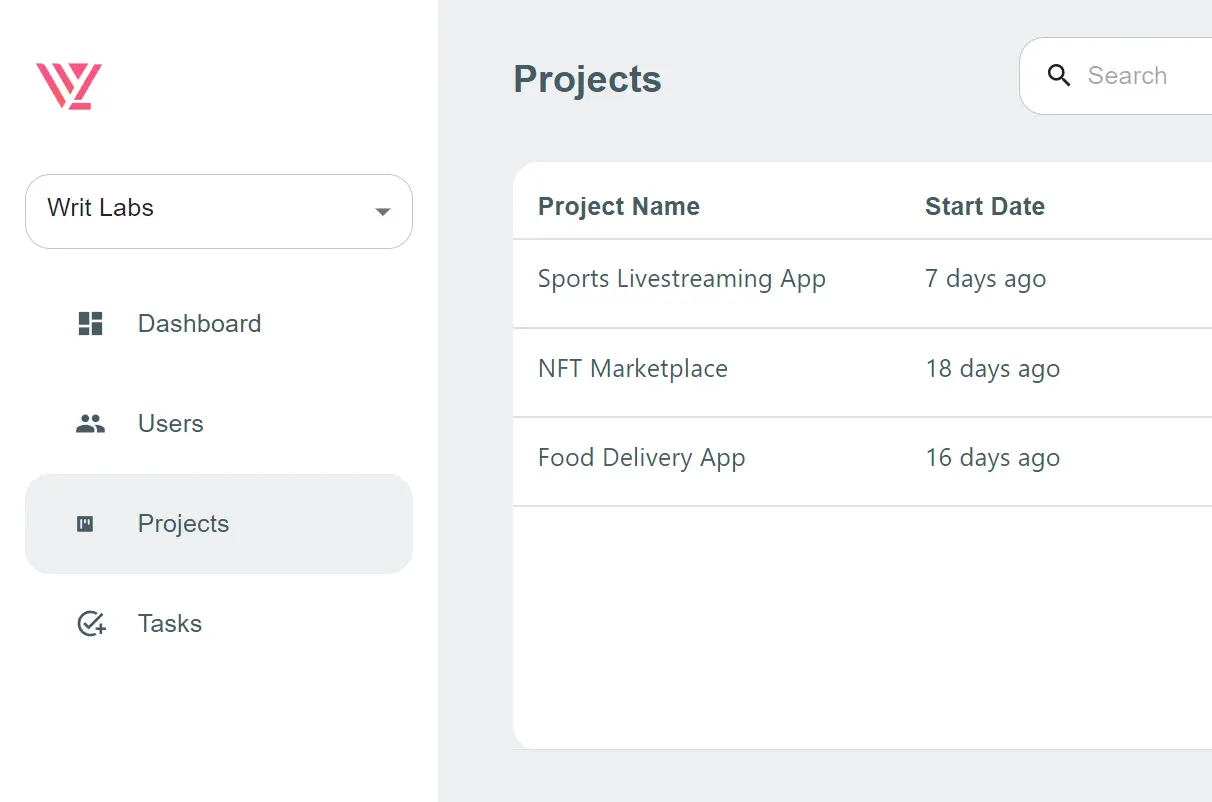 Writ Labs
Dashboard
Users
Projects
Tasks
Projects
Search
Project Name Start Date
Sports Livestreaming App 7 days ago
NFT Marketplace 18 days ago
Food Delivery App 16 days ago